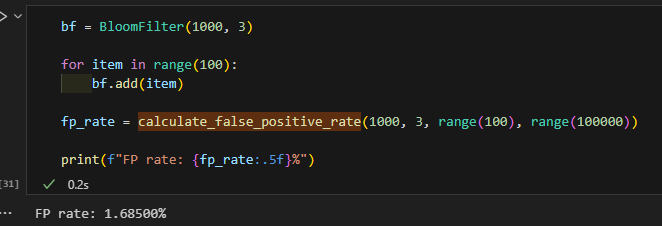 bf = BloomFilter(1000, 3)
for item in range(100):
    bf.add(item)
fp_rate = calculate_false_positive_rate(1000, 3, range(100), range(100000))
print(f"FP rate: {fp_rate:.5f}%")
[31] ✓ 0.2s
... FP rate: 1.68500%